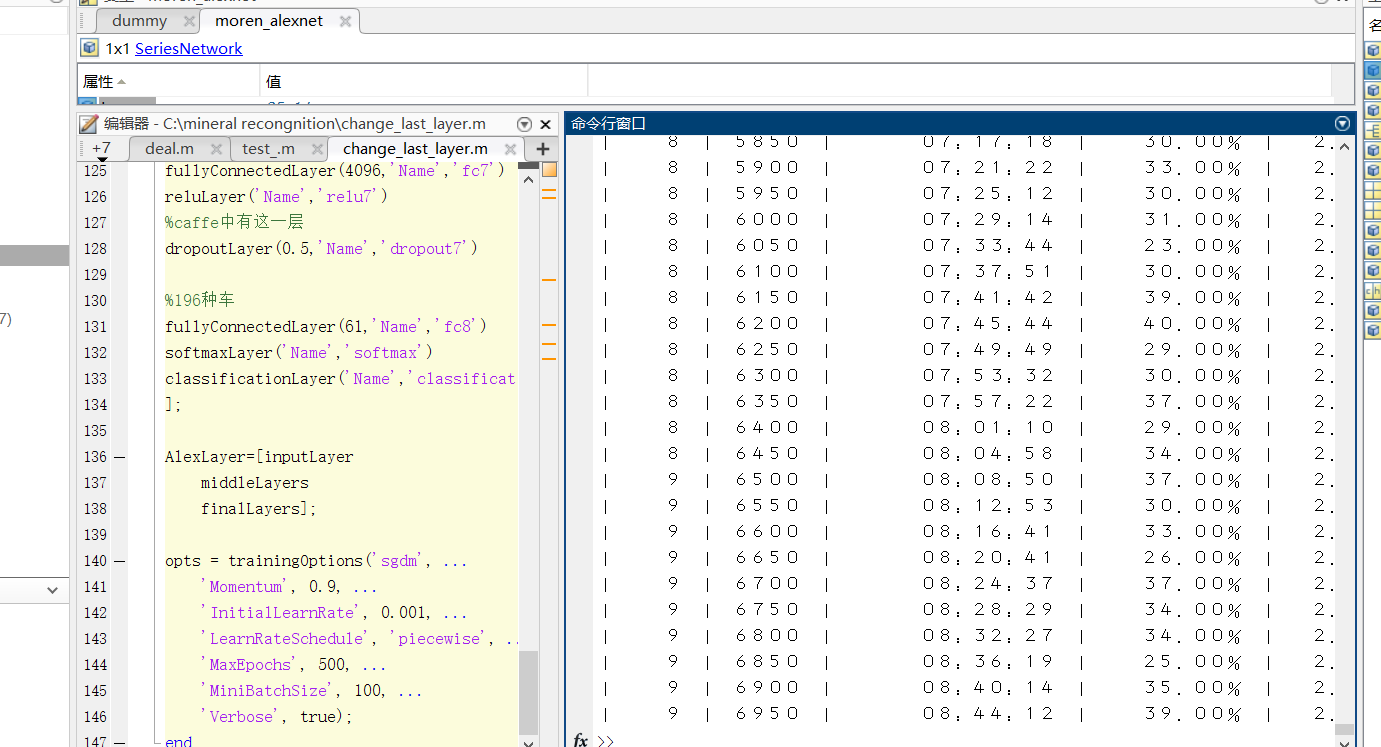 dummy
moren_alexnet
1x1 SeriesNetwork
属性
值
编辑器 - C:\mineral recongnition\change_last_layer.m
+7
deal.m
test_.m
change_last_layer.m
125 fullyConnectedLayer(4096,'Name','fc7')
126 reluLayer('Name','relu7')
127 %caffe中有这一层
128 dropoutLayer(0.5,'Name','dropout7')
129
130 %196种车
131 fullyConnectedLayer(61,'Name','fc8')
132 softmaxLayer('Name','softmax')
133 classificationLayer('Name','classificat
134 ];
135
136 — AlexLayer=[inputLayer
137 middleLayers
138 finalLayers];
139
140 — opts = trainingOptions('sgdm', ...
141 'Momentum', 0.9, ...
142 'InitialLearnRate', 0.001, ...
143 'LearnRateSchedule', 'piecewise', ..
144 'MaxEpochs', 500, ...
145 'MiniBatchSize', 100, ...
146 'Verbose', true);
147 — end
命令行窗口
| 8 | 5850 | 07:17:18 | 30.00% | 2.
| 8 | 5900 | 07:21:22 | 33.00% | 2.
| 8 | 5950 | 07:25:12 | 30.00% | 2.
| 8 | 6000 | 07:29:14 | 31.00% | 2.
| 8 | 6050 | 07:33:44 | 23.00% | 2.
| 8 | 6100 | 07:37:51 | 30.00% | 2.
| 8 | 6150 | 07:41:42 | 39.00% | 2.
| 8 | 6200 | 07:45:44 | 40.00% | 2.
| 8 | 6250 | 07:49:49 | 29.00% | 2.
| 8 | 6300 | 07:53:32 | 30.00% | 2.
| 8 | 6350 | 07:57:22 | 37.00% | 2.
| 8 | 6400 | 08:01:10 | 29.00% | 2.
| 8 | 6450 | 08:04:58 | 34.00% | 2.
| 9 | 6500 | 08:08:50 | 37.00% | 2.
| 9 | 6550 | 08:12:53 | 30.00% | 2.
| 9 | 6600 | 08:16:41 | 33.00% | 2.
| 9 | 6650 | 08:20:41 | 26.00% | 2.
| 9 | 6700 | 08:24:37 | 37.00% | 2.
| 9 | 6750 | 08:28:29 | 34.00% | 2.
| 9 | 6800 | 08:32:27 | 34.00% | 2.
| 9 | 6850 | 08:36:19 | 25.00% | 2.
| 9 | 6900 | 08:40:14 | 35.00% | 2.
| 9 | 6950 | 08:44:12 | 39.00% | 2.
fx >>
7)
名